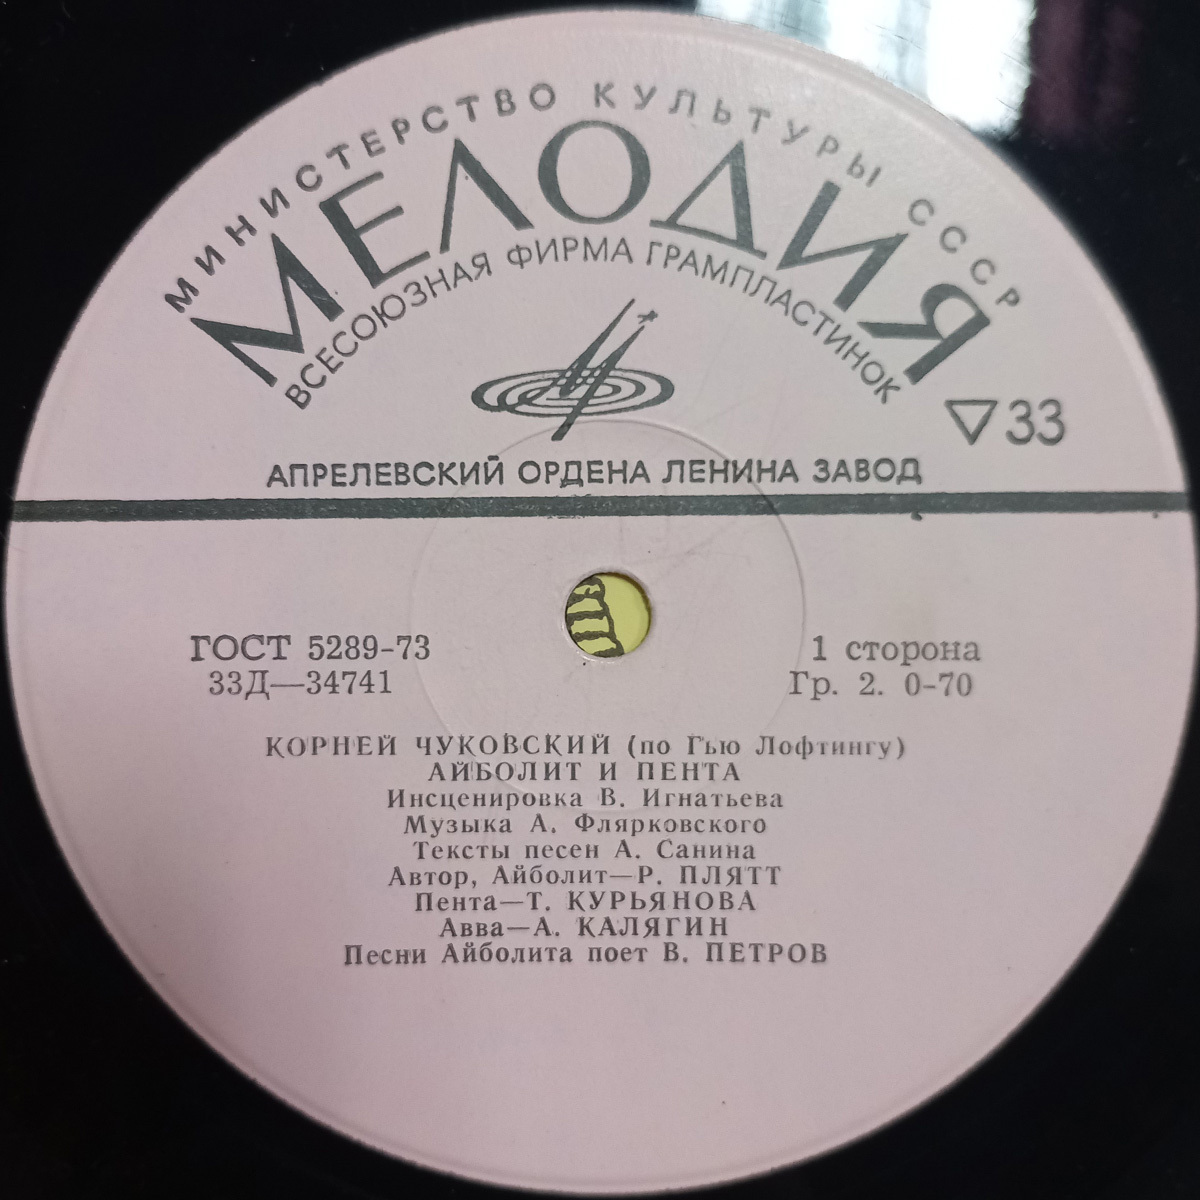 МИНИСТЕРСТВО КУЛЬТУРЫ СССР
МЕЛОДИЯ
ВСЕСОЮЗНАЯ ФИРМА ГРАМПЛАСТИНОК
▽33
АПРЕЛЕВСКИЙ ОРДЕНА ЛЕНИНА ЗАВОД
ГОСТ 5289-73
33Д—34741
1 сторона
Гр. 2. 0-70
КОРНЕЙ ЧУКОВСКИЙ (по Гью Лофтингу)
АЙБОЛИТ И ПЕНТА
Инсценировка В. Игнатьева
Музыка А. Флярковского
Тексты песен А. Санина
Автор, Айболит—Р. ПЛЯТТ
Пента—Т. КУРЬЯНОВА
Авва—А. КАЛЯГИН
Песни Айболита поет В. ПЕТРОВ